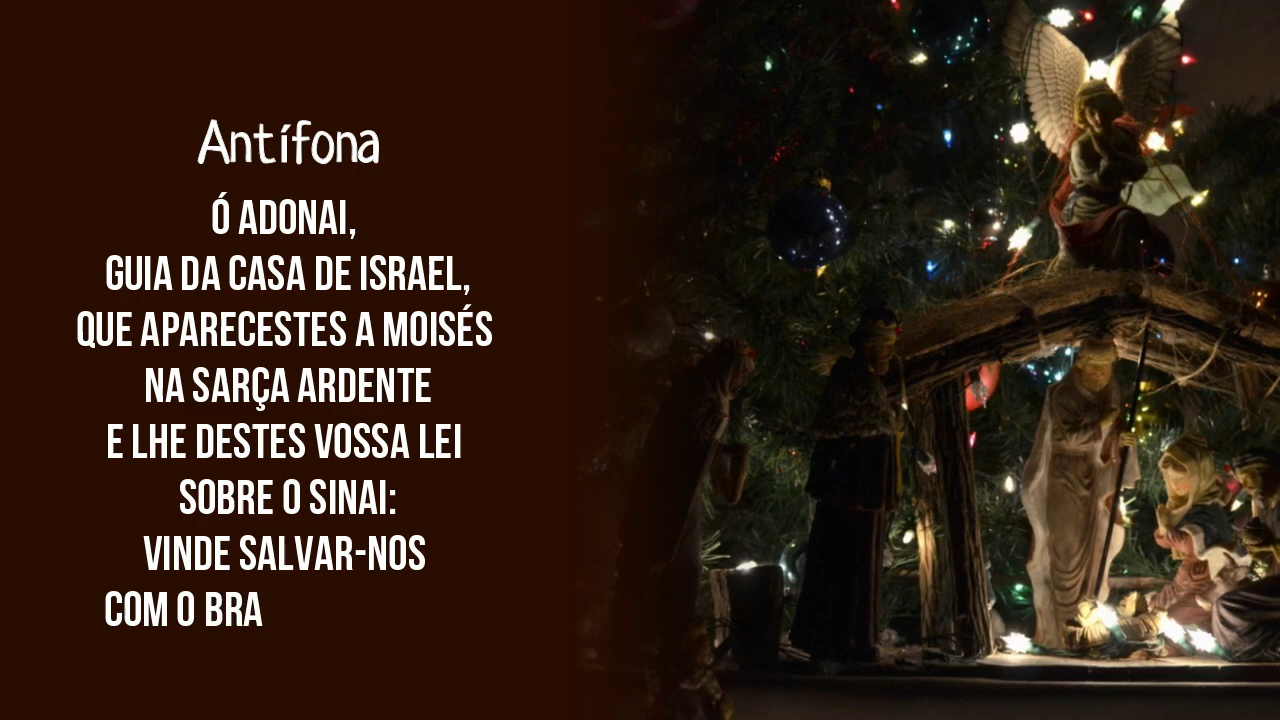 Antífona
Ó ADONAI,
GUIA DA CASA DE ISRAEL,
QUE APARECESTES A MOISÉS
NA SARÇA ARDENTE
E LHE DESTES VOSSA LEI
SOBRE O SINAI:
VINDE SALVAR-NOS
COM O BRA